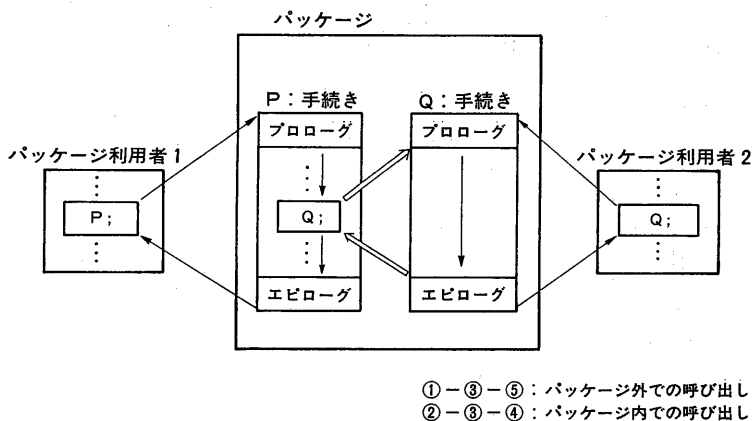 パッケージ
P:手続き
Q:手続き
プロローグ
プロローグ
パッケージ利用者1
パッケージ利用者2
P;
Q;
Q;
エピローグ
エピローグ
①-③-⑤:パッケージ外での呼び出し
②-③-④:パッケージ内での呼び出し